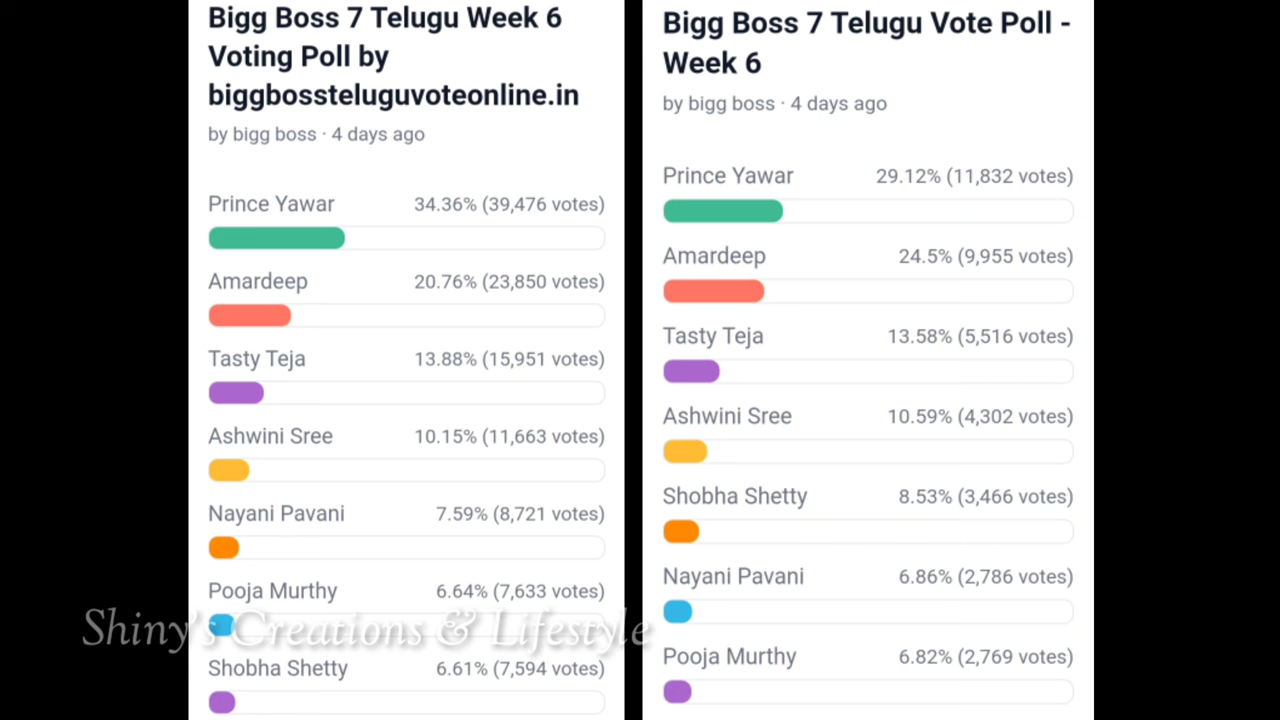 Bigg Boss 7 Telugu Week 6
Voting Poll by
biggbossteluguvoteonline.in
by bigg boss · 4 days ago
Prince Yawar 34.36% (39,476 votes)
Amardeep 20.76% (23,850 votes)
Tasty Teja 13.88% (15,951 votes)
Ashwini Sree 10.15% (11,663 votes)
Nayani Pavani 7.59% (8,721 votes)
Pooja Murthy 6.64% (7,633 votes)
Shiny's Creations & Lifestyle
Shobha Shetty 6.61% (7,594 votes)
Bigg Boss 7 Telugu Vote Poll -
Week 6
by bigg boss · 4 days ago
Prince Yawar 29.12% (11,832 votes)
Amardeep 24.5% (9,955 votes)
Tasty Teja 13.58% (5,516 votes)
Ashwini Sree 10.59% (4,302 votes)
Shobha Shetty 8.53% (3,466 votes)
Nayani Pavani 6.86% (2,786 votes)
Pooja Murthy 6.82% (2,769 votes)